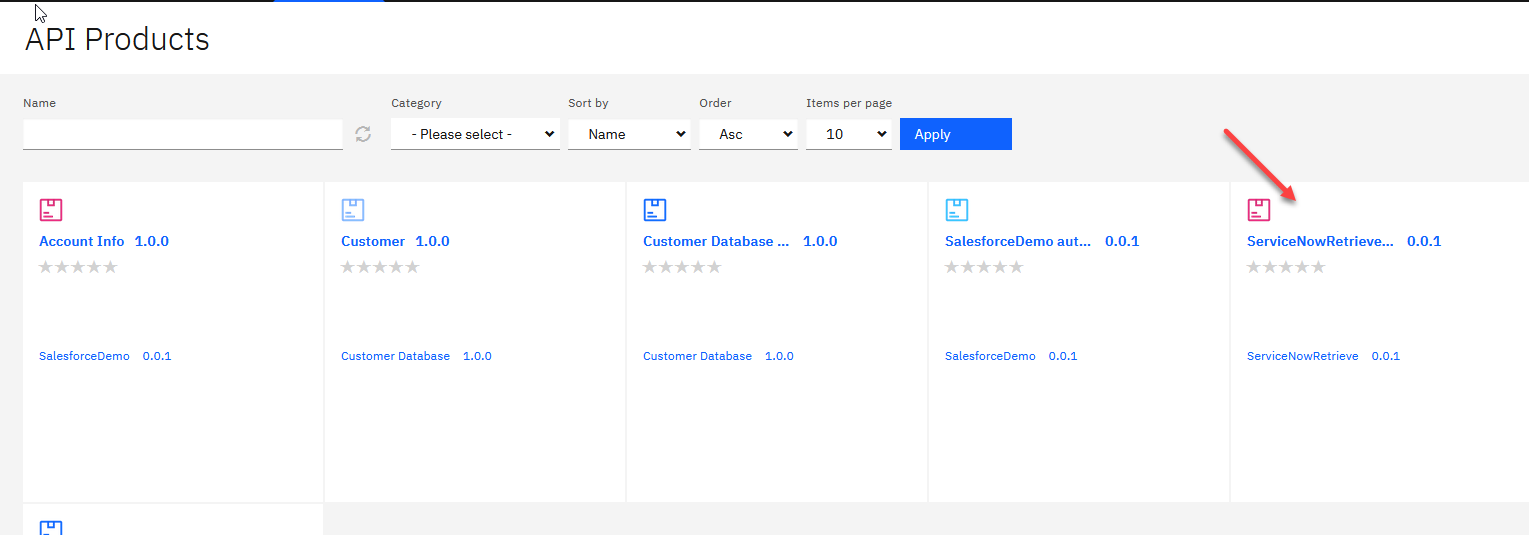 API Products
Name
Category
Sort by
Order
Items per page
- Please select -
Name
Asc
10
Apply
Account Info 1.0.0
Customer 1.0.0
Customer Database ... 1.0.0
SalesforceDemo aut... 0.0.1
ServiceNowRetrieve... 0.0.1
SalesforceDemo 0.0.1
Customer Database 1.0.0
Customer Database 1.0.0
SalesforceDemo 0.0.1
ServiceNowRetrieve 0.0.1